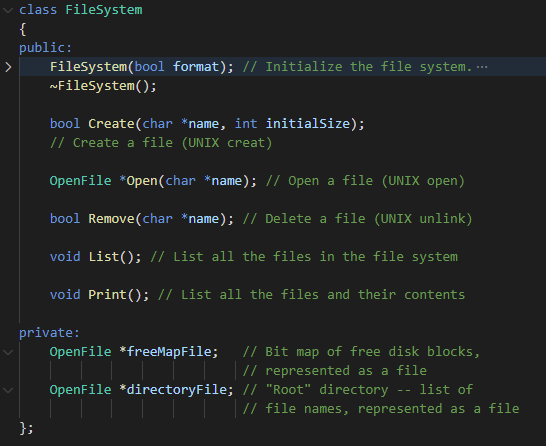 class FileSystem
{
public:
    FileSystem(bool format); // Initialize the file system. ⋯
    ~FileSystem();
    bool Create(char *name, int initialSize);
    // Create a file (UNIX creat)
    OpenFile *Open(char *name); // Open a file (UNIX open)
    bool Remove(char *name); // Delete a file (UNIX unlink)
    void List(); // List all the files in the file system
    void Print(); // List all the files and their contents
private:
    OpenFile *freeMapFile;   // Bit map of free disk blocks,
                             // represented as a file
    OpenFile *directoryFile; // "Root" directory -- list of
                             // file names, represented as a file
};